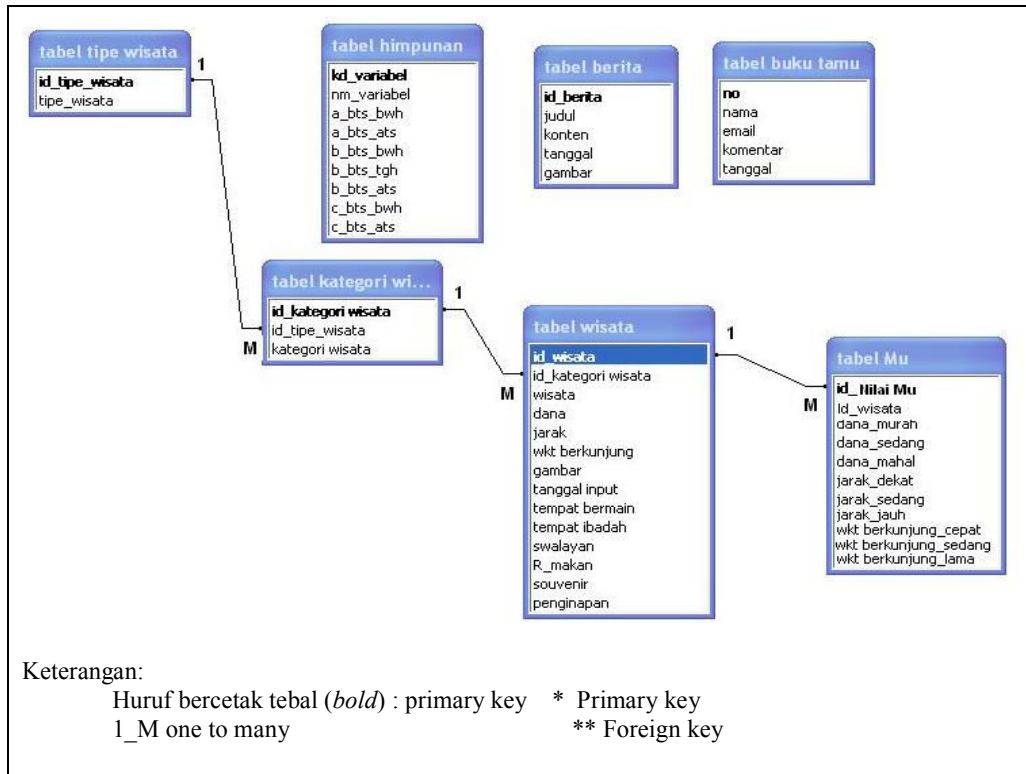 tabel tipe wisata
id_tipe_wisata
tipe_wisata
1
tabel himpunan
kd_variabel
nm_variabel
a_bts_bwh
a_bts_ats
b_bts_bwh
b_bts_tgh
b_bts_ats
c_bts_bwh
c_bts_ats
tabel berita
id_berita
judul
konten
tanggal
gambar
tabel buku tamu
no
nama
email
komentar
tanggal
tabel kategori wi...
id_kategori wisata
id_tipe_wisata
kategori wisata
M
1
tabel wisata
id_wisata
id_kategori wisata
wisata
dana
jarak
wkt berkunjung
gambar
tanggal input
tempat bermain
tempat ibadah
swalayan
R_makan
souvenir
penginapan
M
1
tabel Mu
id_Nilai Mu
Id_wisata
dana_murah
dana_sedang
dana_mahal
jarak_dekat
jarak_sedang
jarak_jauh
wkt berkunjung_cepat
wkt berkunjung_sedang
wkt berkunjung_lama
M
Keterangan:
Huruf bercetak tebal (bold) : primary key * Primary key
1_M one to many ** Foreign key